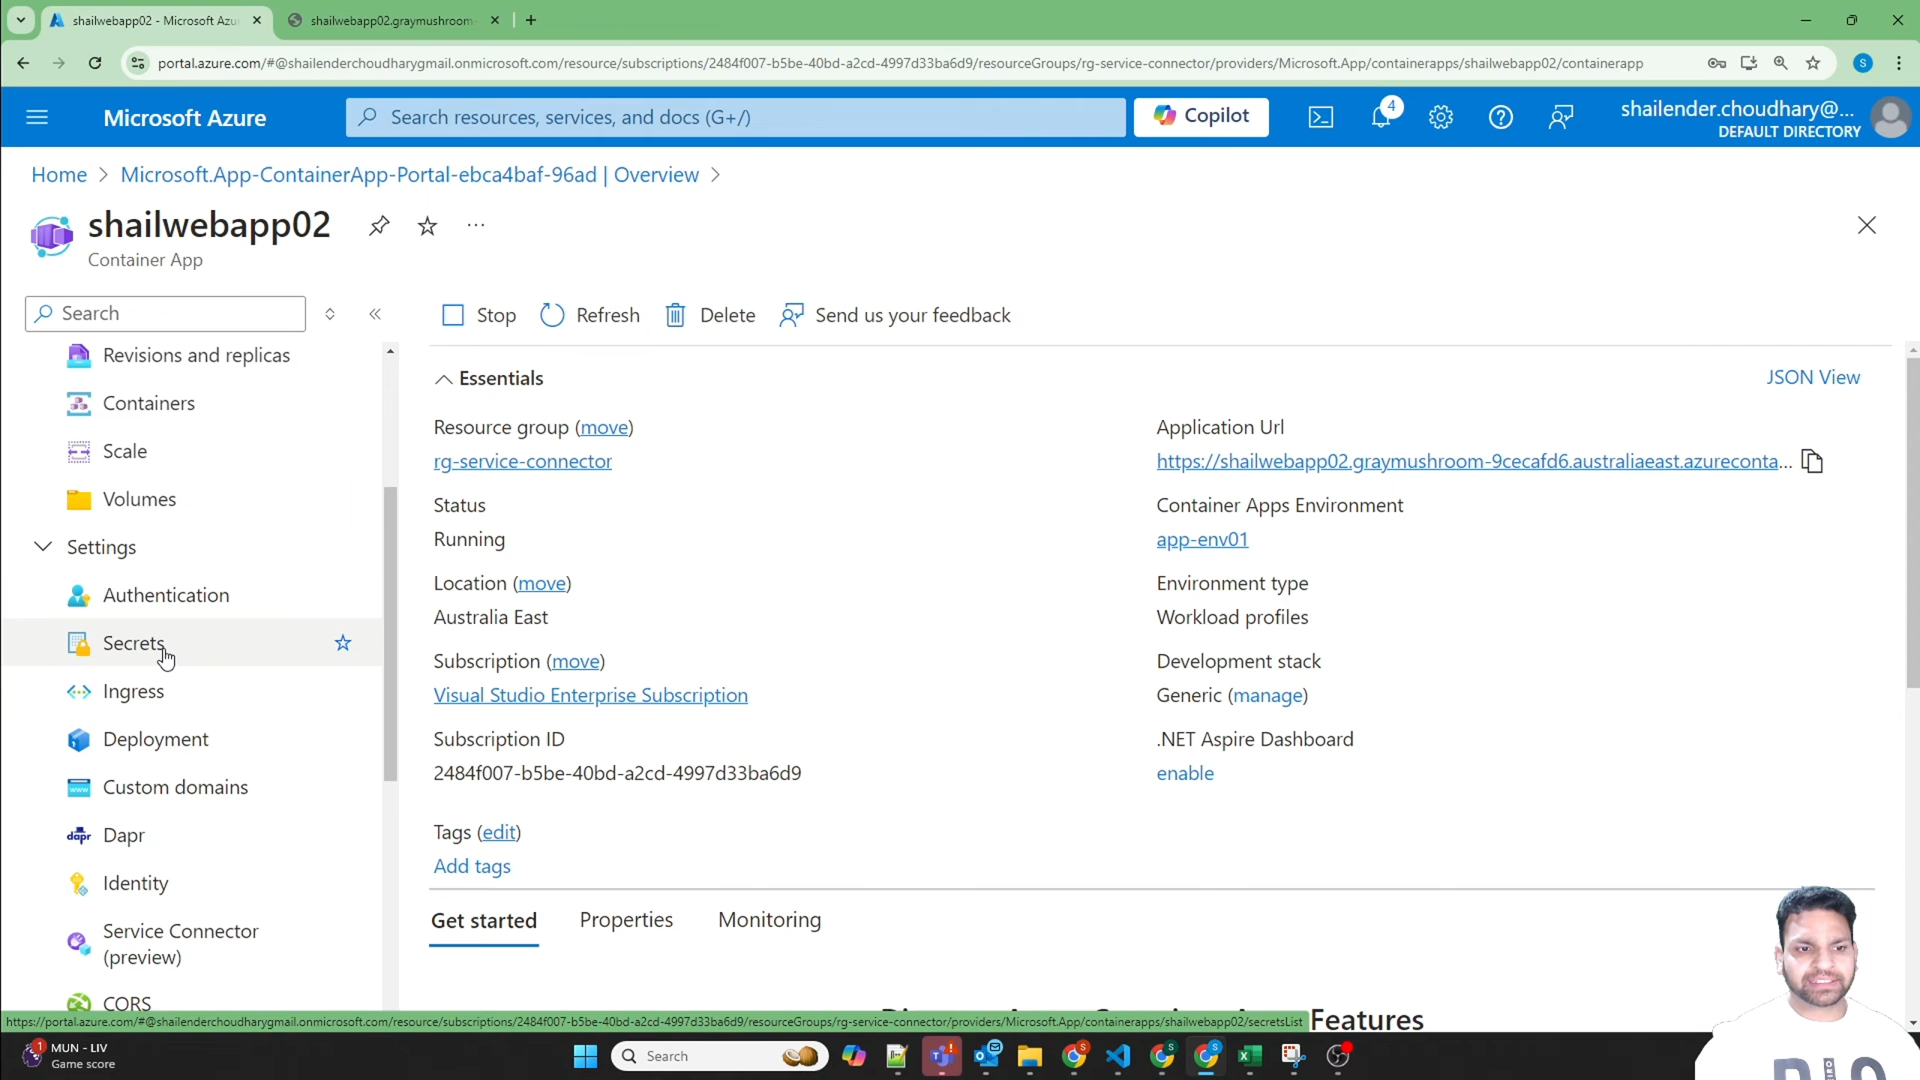 shailwebapp02 - Microsoft Azu
shailwebapp02.graymushroom-
portal.azure.com/#@shailenderchoudharygmail.onmicrosoft.com/resource/subscriptions/2484f007-b5be-40bd-a2cd-4997d33ba6d9/resourceGroups/rg-service-connector/providers/Microsoft.App/containerapps/shailwebapp02/containerapp
S
Microsoft Azure
Search resources, services, and docs (G+/)
Copilot
4
shailender.choudhary@...
DEFAULT DIRECTORY
Home > Microsoft.App-ContainerApp-Portal-ebca4baf-96ad | Overview >
shailwebapp02
Container App
Search
Stop
Refresh
Delete
Send us your feedback
Revisions and replicas
Containers
Scale
Volumes
Settings
Authentication
Secrets
Ingress
Deployment
Custom domains
Dapr
Identity
Service Connector
(preview)
CORS
Essentials
JSON View
Resource group (move)
rg-service-connector
Status
Running
Location (move)
Australia East
Subscription (move)
Visual Studio Enterprise Subscription
Subscription ID
2484f007-b5be-40bd-a2cd-4997d33ba6d9
Tags (edit)
Add tags
Application Url
https://shailwebapp02.graymushroom-9cecafd6.australiaeast.azureconta...
Container Apps Environment
app-env01
Environment type
Workload profiles
Development stack
Generic (manage)
.NET Aspire Dashboard
enable
Get started
Properties
Monitoring
Features
https://portal.azure.com/#@shailenderchoudharygmail.onmicrosoft.com/resource/subscriptions/2484f007-b5be-40bd-a2cd-4997d33ba6d9/resourceGroups/rg-service-connector/providers/Microsoft.App/containerapps/shailwebapp02/secretsList
1
MUN - LIV
Game score
Search